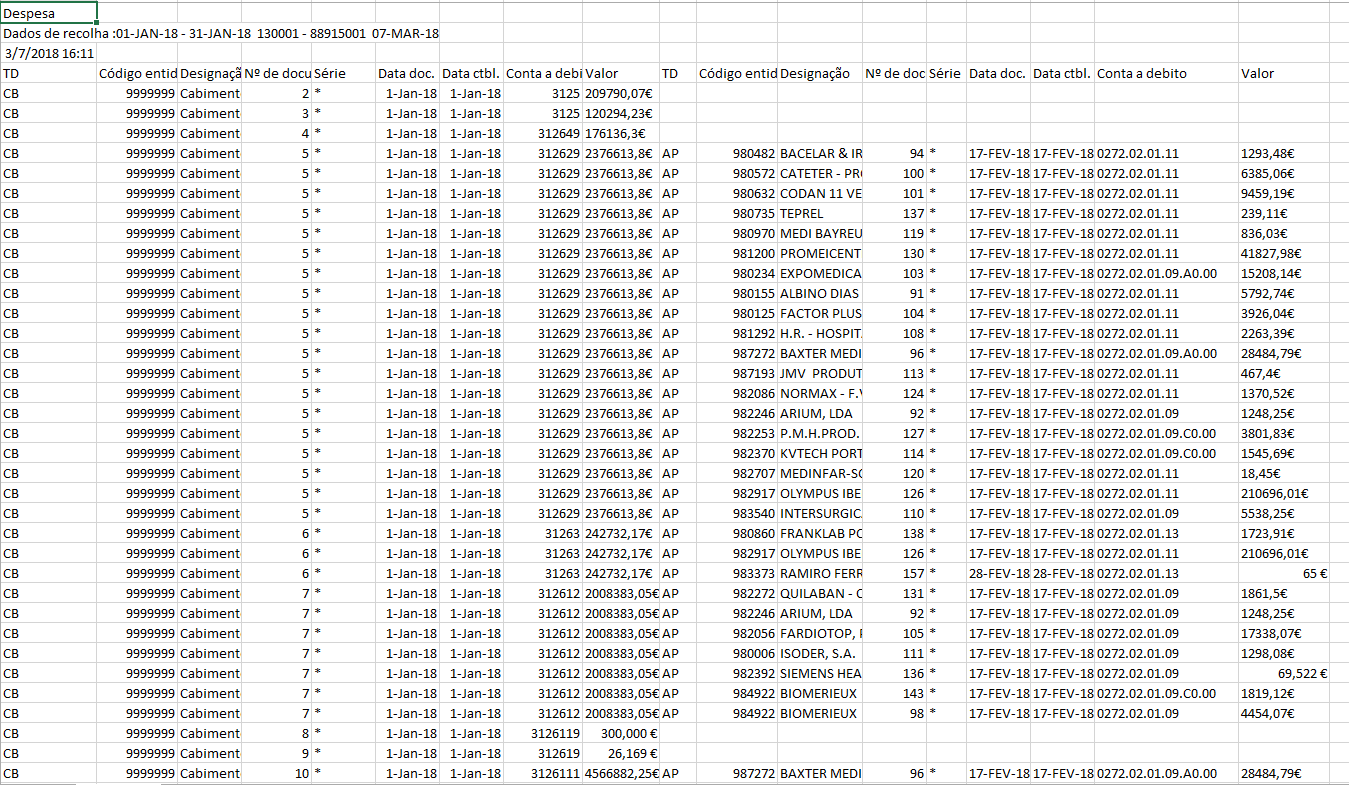 Despesa
Dados de recolha :01-JAN-18 - 31-JAN-18 130001 - 88915001 07-MAR-18
3/7/2018 16:11
TD Código entid Designaçã Nº de docu Série Data doc. Data ctbl. Conta a debi Valor TD Código entid Designação Nº de doc Série Data doc. Data ctbl. Conta a debito Valor
CB 9999999 Cabiment 2 * 1-Jan-18 1-Jan-18 3125 209790,07€
CB 9999999 Cabiment 3 * 1-Jan-18 1-Jan-18 3125 120294,23€
CB 9999999 Cabiment 4 * 1-Jan-18 1-Jan-18 312649 176136,3€
CB 9999999 Cabiment 5 * 1-Jan-18 1-Jan-18 312629 2376613,8€ AP 980482 BACELAR & IR 94 * 17-FEV-18 17-FEV-18 0272.02.01.11 1293,48€
CB 9999999 Cabiment 5 * 1-Jan-18 1-Jan-18 312629 2376613,8€ AP 980572 CATETER - PR 100 * 17-FEV-18 17-FEV-18 0272.02.01.11 6385,06€
CB 9999999 Cabiment 5 * 1-Jan-18 1-Jan-18 312629 2376613,8€ AP 980632 CODAN 11 VE 101 * 17-FEV-18 17-FEV-18 0272.02.01.11 9459,19€
CB 9999999 Cabiment 5 * 1-Jan-18 1-Jan-18 312629 2376613,8€ AP 980735 TEPREL 137 * 17-FEV-18 17-FEV-18 0272.02.01.11 239,11€
CB 9999999 Cabiment 5 * 1-Jan-18 1-Jan-18 312629 2376613,8€ AP 980970 MEDI BAYREU 119 * 17-FEV-18 17-FEV-18 0272.02.01.11 836,03€
CB 9999999 Cabiment 5 * 1-Jan-18 1-Jan-18 312629 2376613,8€ AP 981200 PROMEICENT 130 * 17-FEV-18 17-FEV-18 0272.02.01.11 41827,98€
CB 9999999 Cabiment 5 * 1-Jan-18 1-Jan-18 312629 2376613,8€ AP 980234 EXPOMEDICA 103 * 17-FEV-18 17-FEV-18 0272.02.01.09.A0.00 15208,14€
CB 9999999 Cabiment 5 * 1-Jan-18 1-Jan-18 312629 2376613,8€ AP 980155 ALBINO DIAS 91 * 17-FEV-18 17-FEV-18 0272.02.01.11 5792,74€
CB 9999999 Cabiment 5 * 1-Jan-18 1-Jan-18 312629 2376613,8€ AP 980125 FACTOR PLUS 104 * 17-FEV-18 17-FEV-18 0272.02.01.11 3926,04€
CB 9999999 Cabiment 5 * 1-Jan-18 1-Jan-18 312629 2376613,8€ AP 981292 H.R. - HOSPIT 108 * 17-FEV-18 17-FEV-18 0272.02.01.11 2263,39€
CB 9999999 Cabiment 5 * 1-Jan-18 1-Jan-18 312629 2376613,8€ AP 987272 BAXTER MEDI 96 * 17-FEV-18 17-FEV-18 0272.02.01.09.A0.00 28484,79€
CB 9999999 Cabiment 5 * 1-Jan-18 1-Jan-18 312629 2376613,8€ AP 987193 JMV PRODUT 113 * 17-FEV-18 17-FEV-18 0272.02.01.11 467,4€
CB 9999999 Cabiment 5 * 1-Jan-18 1-Jan-18 312629 2376613,8€ AP 982086 NORMAX - F.V 124 * 17-FEV-18 17-FEV-18 0272.02.01.11 1370,52€
CB 9999999 Cabiment 5 * 1-Jan-18 1-Jan-18 312629 2376613,8€ AP 982246 ARIUM, LDA 92 * 17-FEV-18 17-FEV-18 0272.02.01.09 1248,25€
CB 9999999 Cabiment 5 * 1-Jan-18 1-Jan-18 312629 2376613,8€ AP 982253 P.M.H.PROD. 127 * 17-FEV-18 17-FEV-18 0272.02.01.09.C0.00 3801,83€
CB 9999999 Cabiment 5 * 1-Jan-18 1-Jan-18 312629 2376613,8€ AP 982370 KVTECH PORT 114 * 17-FEV-18 17-FEV-18 0272.02.01.09.C0.00 1545,69€
CB 9999999 Cabiment 5 * 1-Jan-18 1-Jan-18 312629 2376613,8€ AP 982707 MEDINFAR-SO 120 * 17-FEV-18 17-FEV-18 0272.02.01.11 18,45€
CB 9999999 Cabiment 5 * 1-Jan-18 1-Jan-18 312629 2376613,8€ AP 982917 OLYMPUS IBE 126 * 17-FEV-18 17-FEV-18 0272.02.01.11 210696,01€
CB 9999999 Cabiment 5 * 1-Jan-18 1-Jan-18 312629 2376613,8€ AP 983540 INTERSURGIC 110 * 17-FEV-18 17-FEV-18 0272.02.01.09 5538,25€
CB 9999999 Cabiment 6 * 1-Jan-18 1-Jan-18 31263 242732,17€ AP 980860 FRANKLAB PO 138 * 17-FEV-18 17-FEV-18 0272.02.01.13 1723,91€
CB 9999999 Cabiment 6 * 1-Jan-18 1-Jan-18 31263 242732,17€ AP 982917 OLYMPUS IBE 126 * 17-FEV-18 17-FEV-18 0272.02.01.11 210696,01€
CB 9999999 Cabiment 6 * 1-Jan-18 1-Jan-18 31263 242732,17€ AP 983373 RAMIRO FERR 157 * 28-FEV-18 28-FEV-18 0272.02.01.13 65 €
CB 9999999 Cabiment 7 * 1-Jan-18 1-Jan-18 312612 2008383,05€ AP 982272 QUILABAN - C 131 * 17-FEV-18 17-FEV-18 0272.02.01.09 1861,5€
CB 9999999 Cabiment 7 * 1-Jan-18 1-Jan-18 312612 2008383,05€ AP 982246 ARIUM, LDA 92 * 17-FEV-18 17-FEV-18 0272.02.01.09 1248,25€
CB 9999999 Cabiment 7 * 1-Jan-18 1-Jan-18 312612 2008383,05€ AP 982056 FARDIOTOP, 105 * 17-FEV-18 17-FEV-18 0272.02.01.09 17338,07€
CB 9999999 Cabiment 7 * 1-Jan-18 1-Jan-18 312612 2008383,05€ AP 980006 ISODER, S.A. 111 * 17-FEV-18 17-FEV-18 0272.02.01.09 1298,08€
CB 9999999 Cabiment 7 * 1-Jan-18 1-Jan-18 312612 2008383,05€ AP 982392 SIEMENS HEA 136 * 17-FEV-18 17-FEV-18 0272.02.01.09 69,522 €
CB 9999999 Cabiment 7 * 1-Jan-18 1-Jan-18 312612 2008383,05€ AP 984922 BIOMERIEUX 143 * 17-FEV-18 17-FEV-18 0272.02.01.09.C0.00 1819,12€
CB 9999999 Cabiment 7 * 1-Jan-18 1-Jan-18 312612 2008383,05€ AP 984922 BIOMERIEUX 98 * 17-FEV-18 17-FEV-18 0272.02.01.09 4454,07€
CB 9999999 Cabiment 8 * 1-Jan-18 1-Jan-18 3126119 300,000 €
CB 9999999 Cabiment 9 * 1-Jan-18 1-Jan-18 312619 26,169 €
CB 9999999 Cabiment 10 * 1-Jan-18 1-Jan-18 3126111 4566882,25€ AP 987272 BAXTER MEDI 96 * 17-FEV-18 17-FEV-18 0272.02.01.09.A0.00 28484,79€